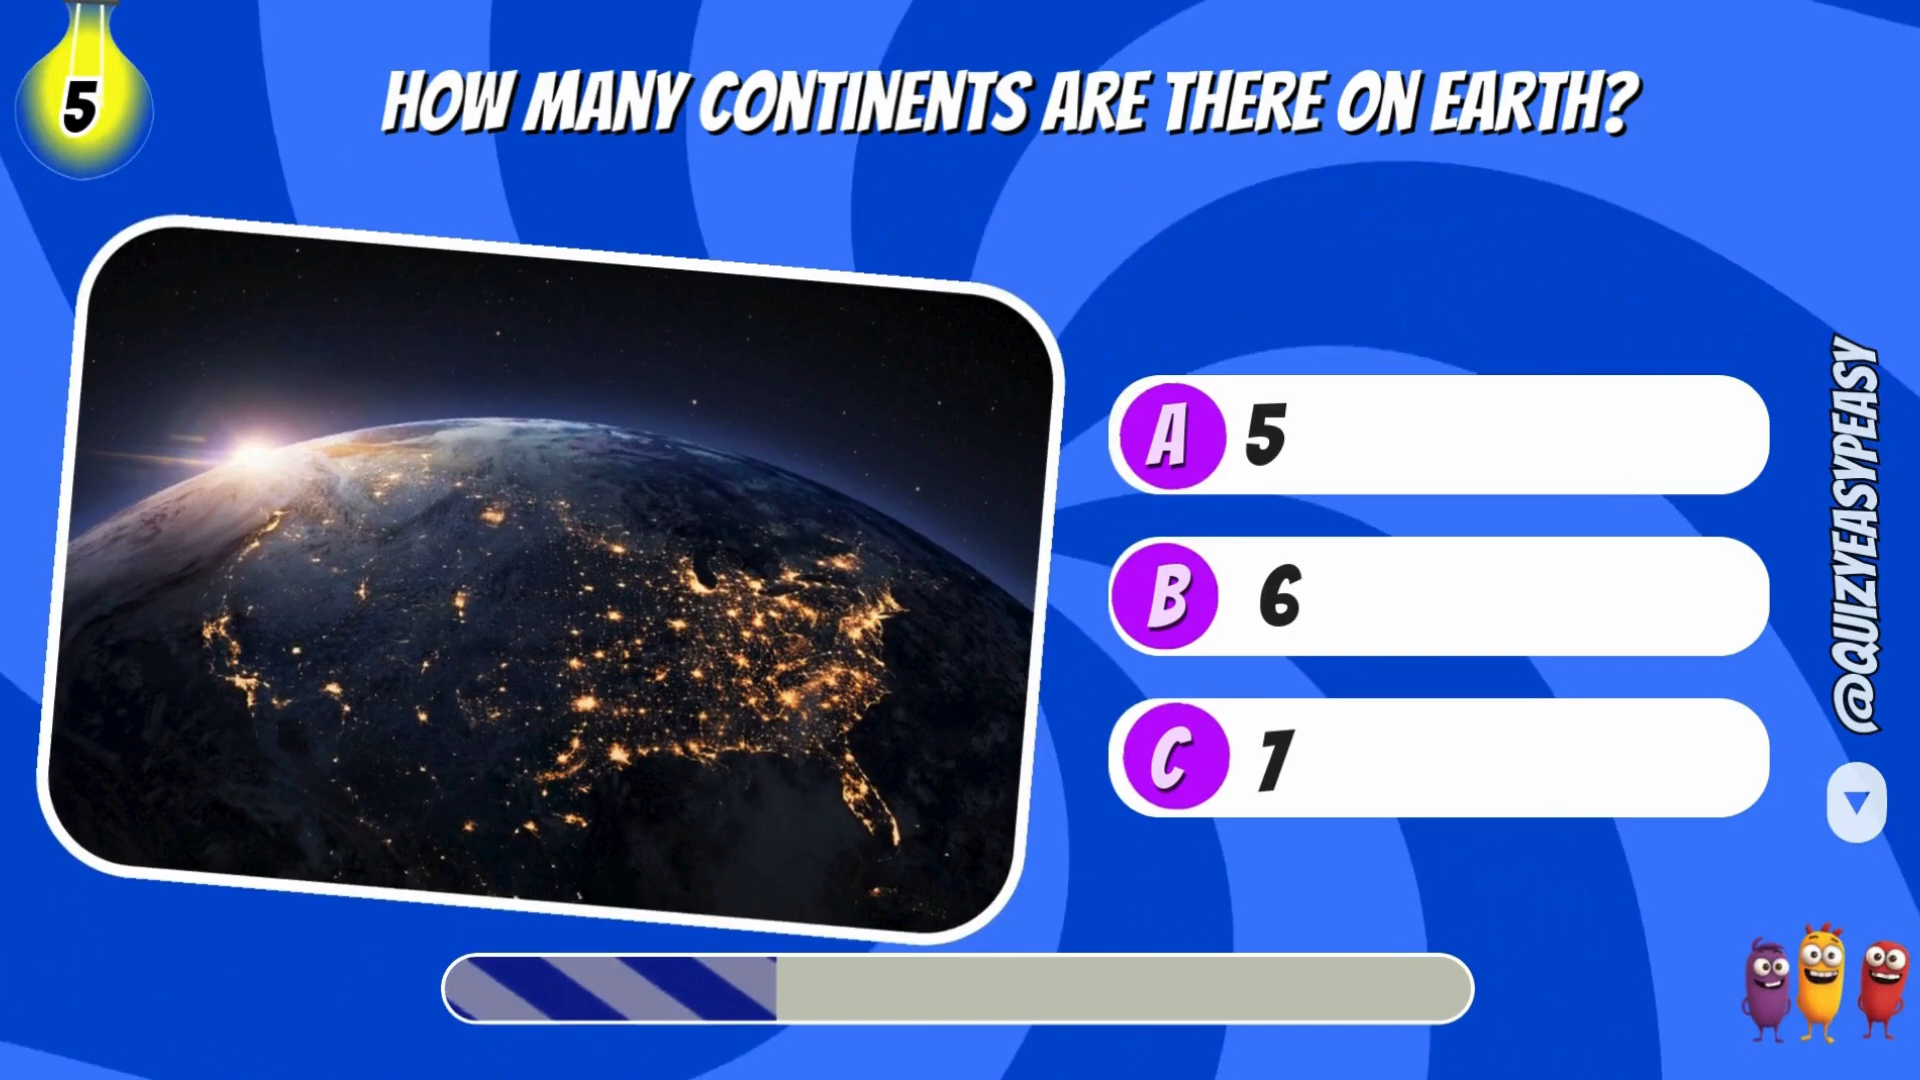 5
HOW MANY CONTINENTS ARE THERE ON EARTH?
A 5
B 6
C 7
@QUIZYEASYPEASY